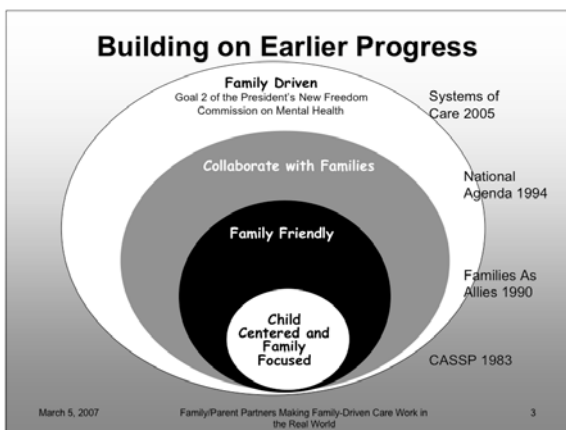 Building on Earlier Progress
Family Driven
Goal 2 of the President's New Freedom
Commission on Mental Health
Systems of
Care 2005
Collaborate with Families
National
Agenda 1994
Family Friendly
Families As
Allies 1990
Child
Centered and
Family
Focused
CASSP 1983
March 5, 2007
Family/Parent Partners Making Family-Driven Care Work in
the Real World
3